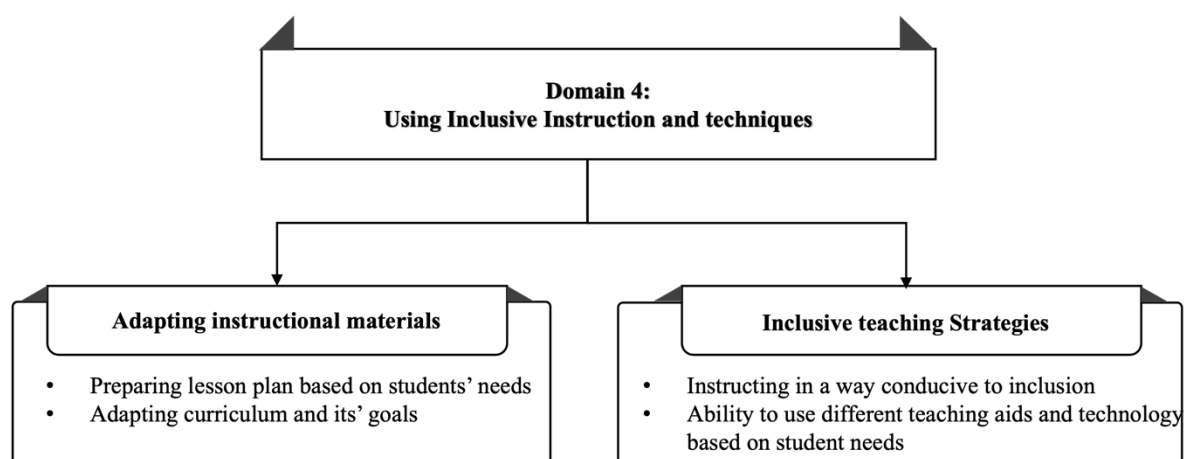 Domain 4:
Using Inclusive Instruction and techniques
Adapting instructional materials
• Preparing lesson plan based on students’ needs
• Adapting curriculum and its’ goals
Inclusive teaching Strategies
• Instructing in a way conducive to inclusion
• Ability to use different teaching aids and technology
based on student needs